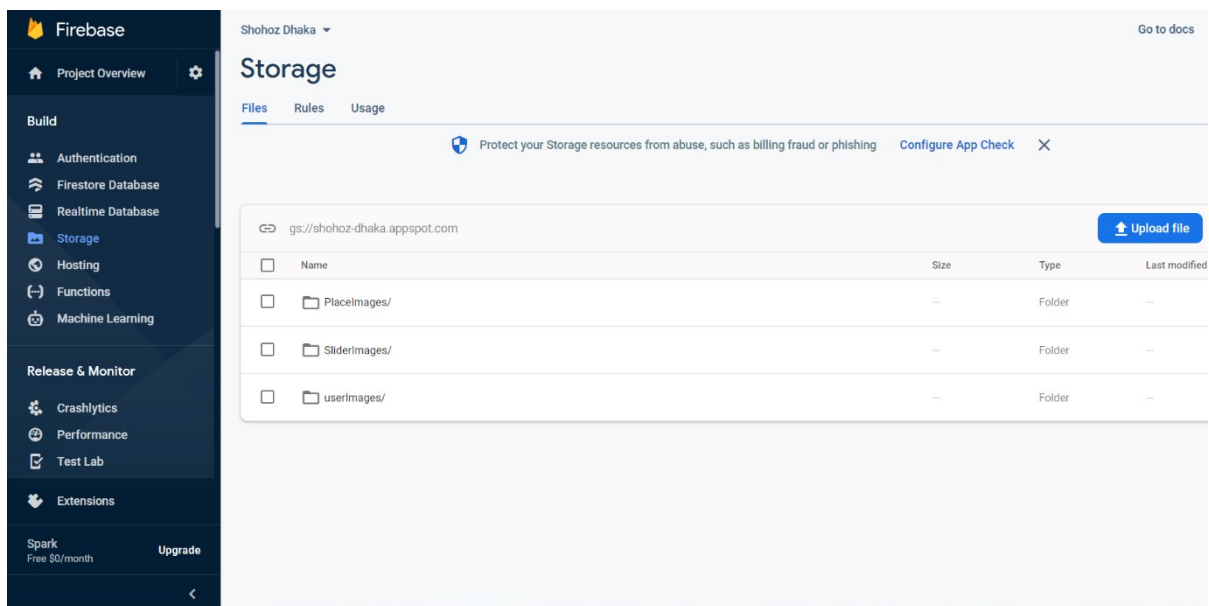 Firebase
Project Overview
Build
Authentication
Firestore Database
Realtime Database
Storage
Hosting
Functions
Machine Learning
Release & Monitor
Crashlytics
Performance
Test Lab
Extensions
Spark
Free $0/month
Upgrade
Shohoz Dhaka
Go to docs
Storage
Files Rules Usage
Protect your Storage resources from abuse, such as billing fraud or phishing Configure App Check
gs://shohoz-dhaka.appspot.com
Upload file
Name Size Type Last modified
PlaceImages/ — Folder —
SliderImages/ — Folder —
userImages/ — Folder —